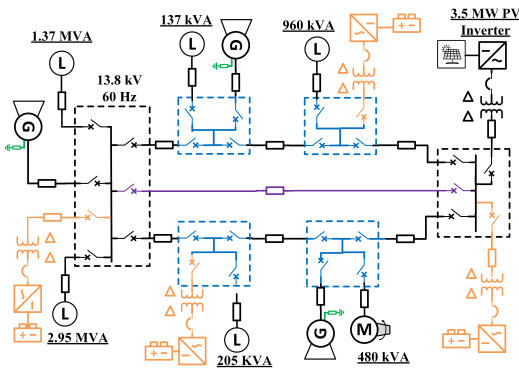 137 kVA
960 kVA
3.5 MW PV
Inverter
1.37 MVA
L
G
L
L
13.8 kV
60 Hz
Δ
Δ
Δ
Δ
G
Δ
Δ
Δ
Δ
Δ
Δ
L
L
G
M
2.95 MVA
205 KVA
480 kVA